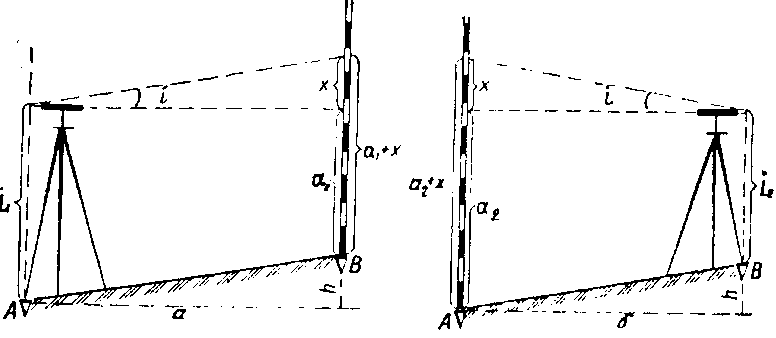 x
i
a₁+x
i₁
a₁
B
h
A
а
x
i
a₂+x
a₂
i₂
B
h
A
б